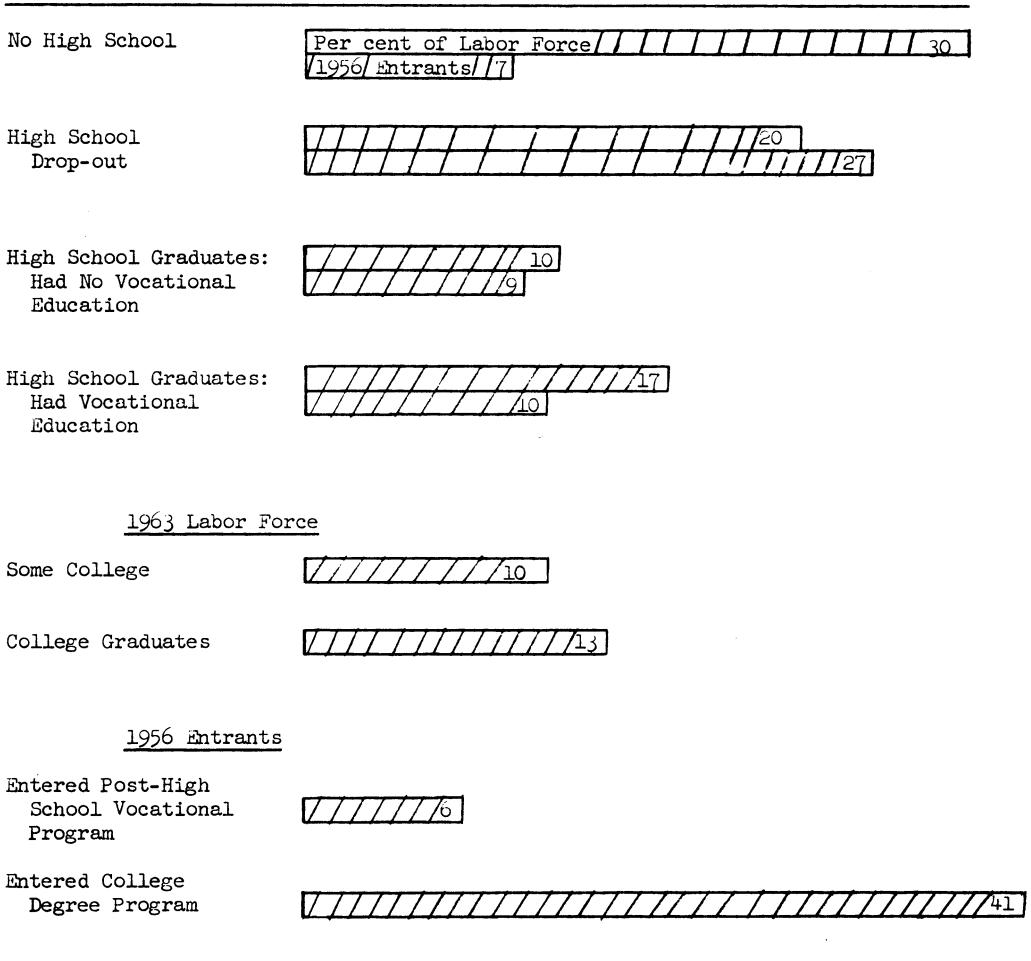 No High School
Per cent of Labor Force 30
1956 Entrants 7
High School
Drop-out
20
27
High School Graduates:
Had No Vocational
Education
10
9
High School Graduates:
Had Vocational
Education
17
10
1963 Labor Force
Some College
10
College Graduates
13
1956 Entrants
Entered Post-High
School Vocational
Program
6
Entered College
Degree Program
41